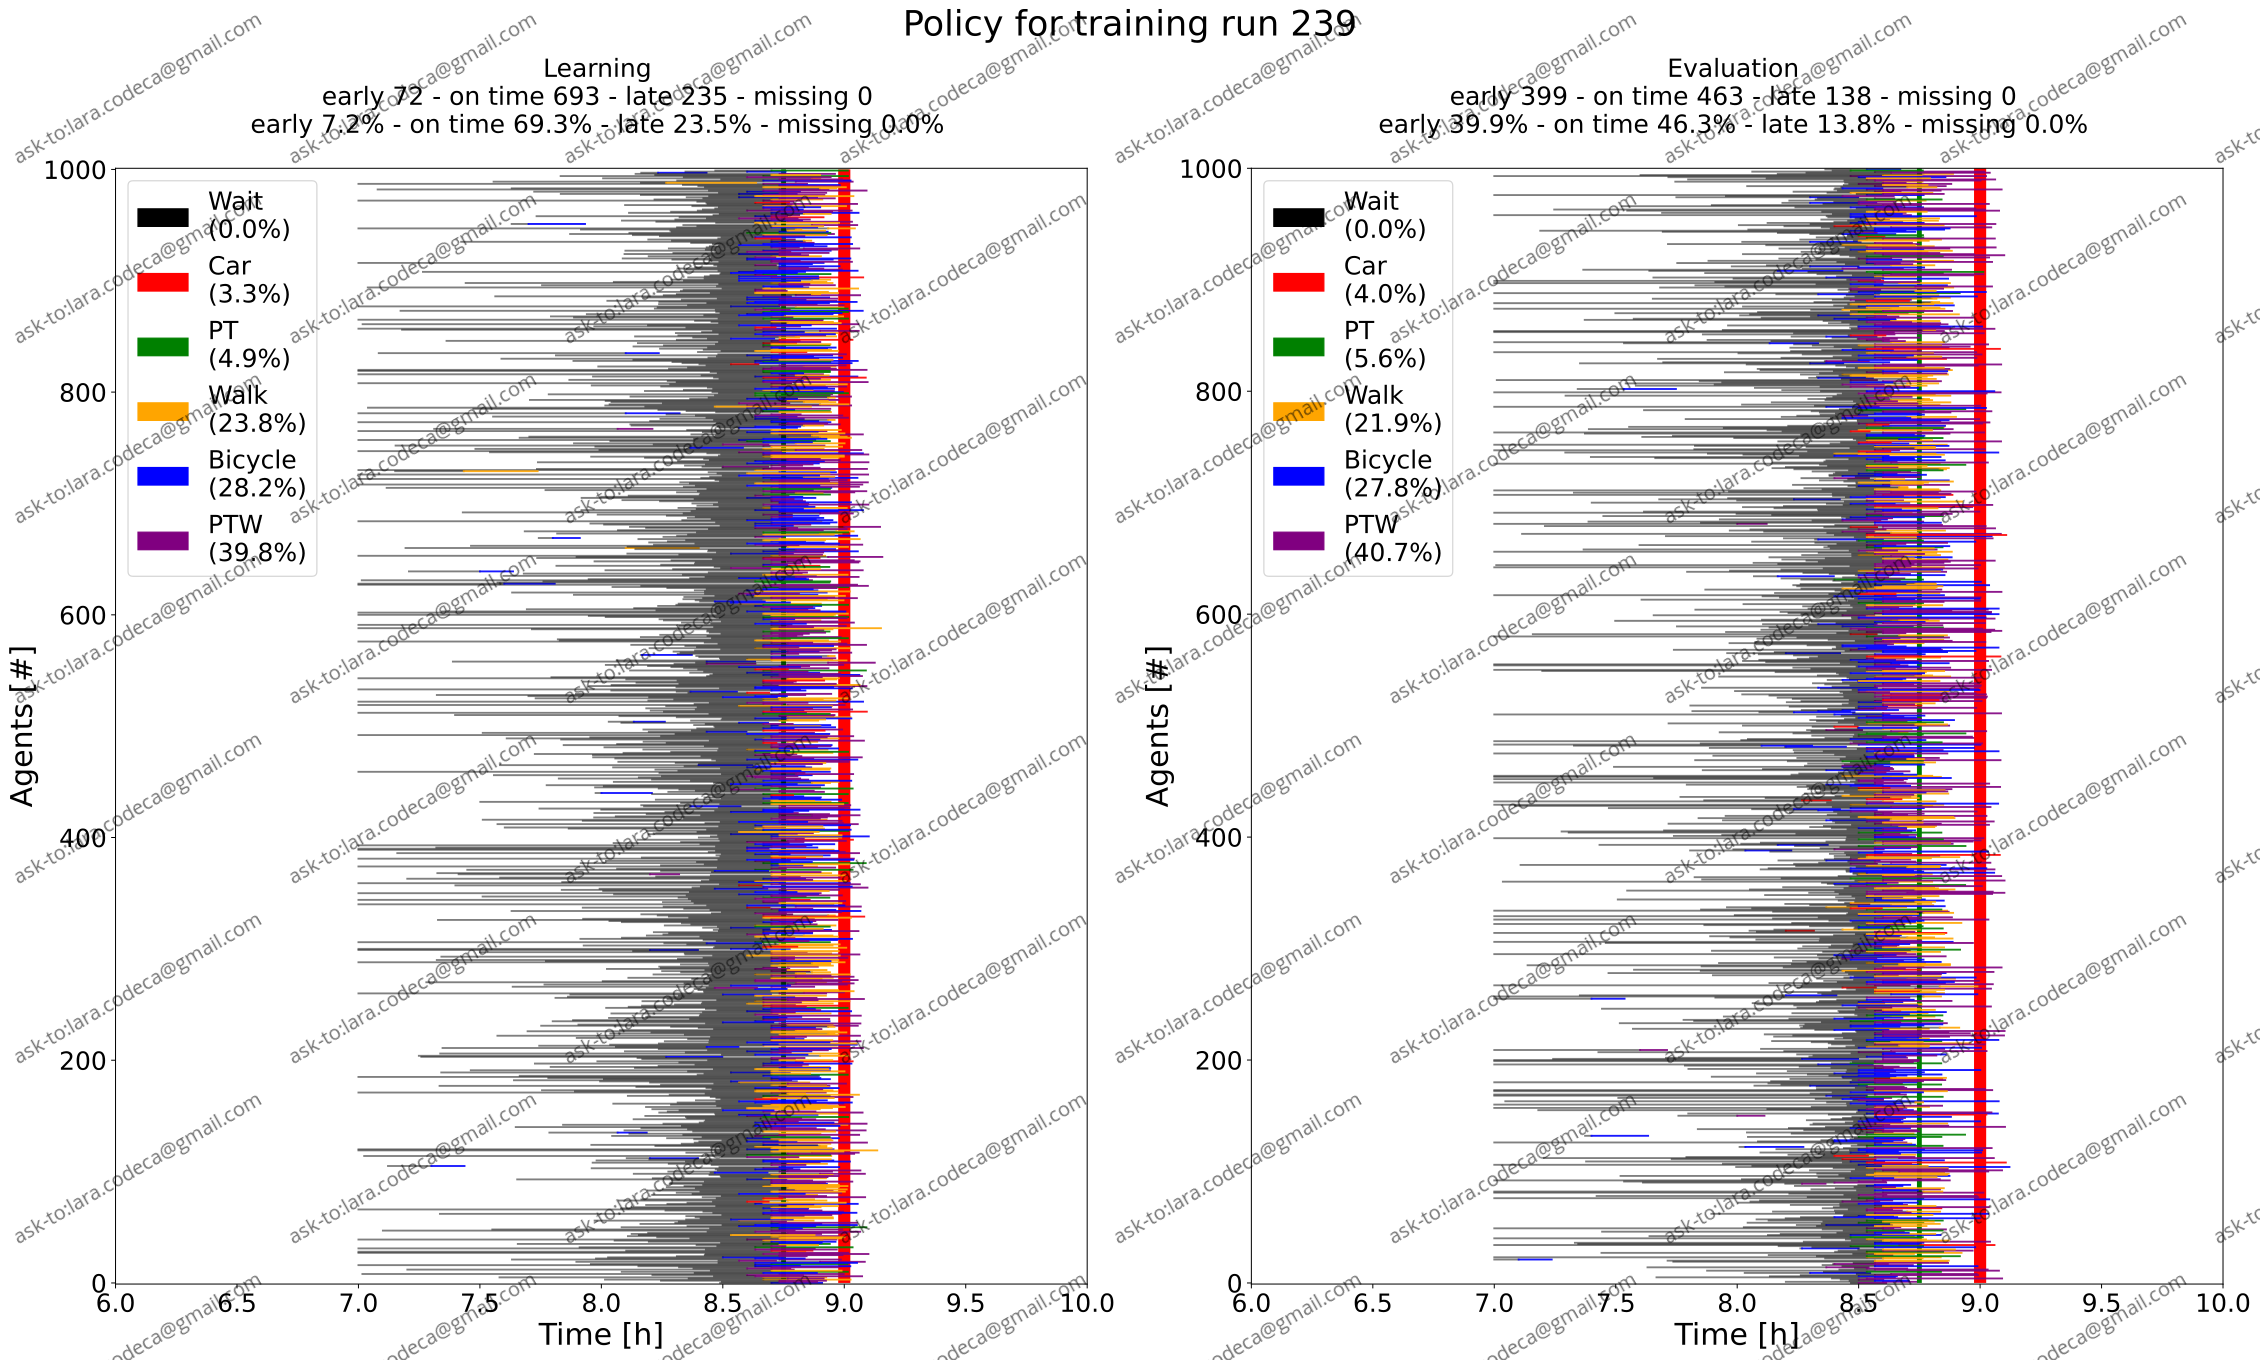 Policy for training run 239
Learning
early 72 - on time 693 - late 235 - missing 0
early 7.2% - on time 69.3% - late 23.5% - missing 0.0%
Evaluation
early 399 - on time 463 - late 138 - missing 0
early 39.9% - on time 46.3% - late 13.8% - missing 0.0%
Agents [#]
1000
800
600
400
200
0
Wait
(0.0%)
Car
(3.3%)
PT
(4.9%)
Walk
(23.8%)
Bicycle
(28.2%)
PTW
(39.8%)
6.0 6.5 7.0 7.5 8.0 8.5 9.0 9.5 10.0
Time [h]
Agents [#]
1000
800
600
400
200
0
Wait
(0.0%)
Car
(4.0%)
PT
(5.6%)
Walk
(21.9%)
Bicycle
(27.8%)
PTW
(40.7%)
6.0 6.5 7.0 7.5 8.0 8.5 9.0 9.5 10.0
Time [h]
ask-to:lara.codeca@gmail.com